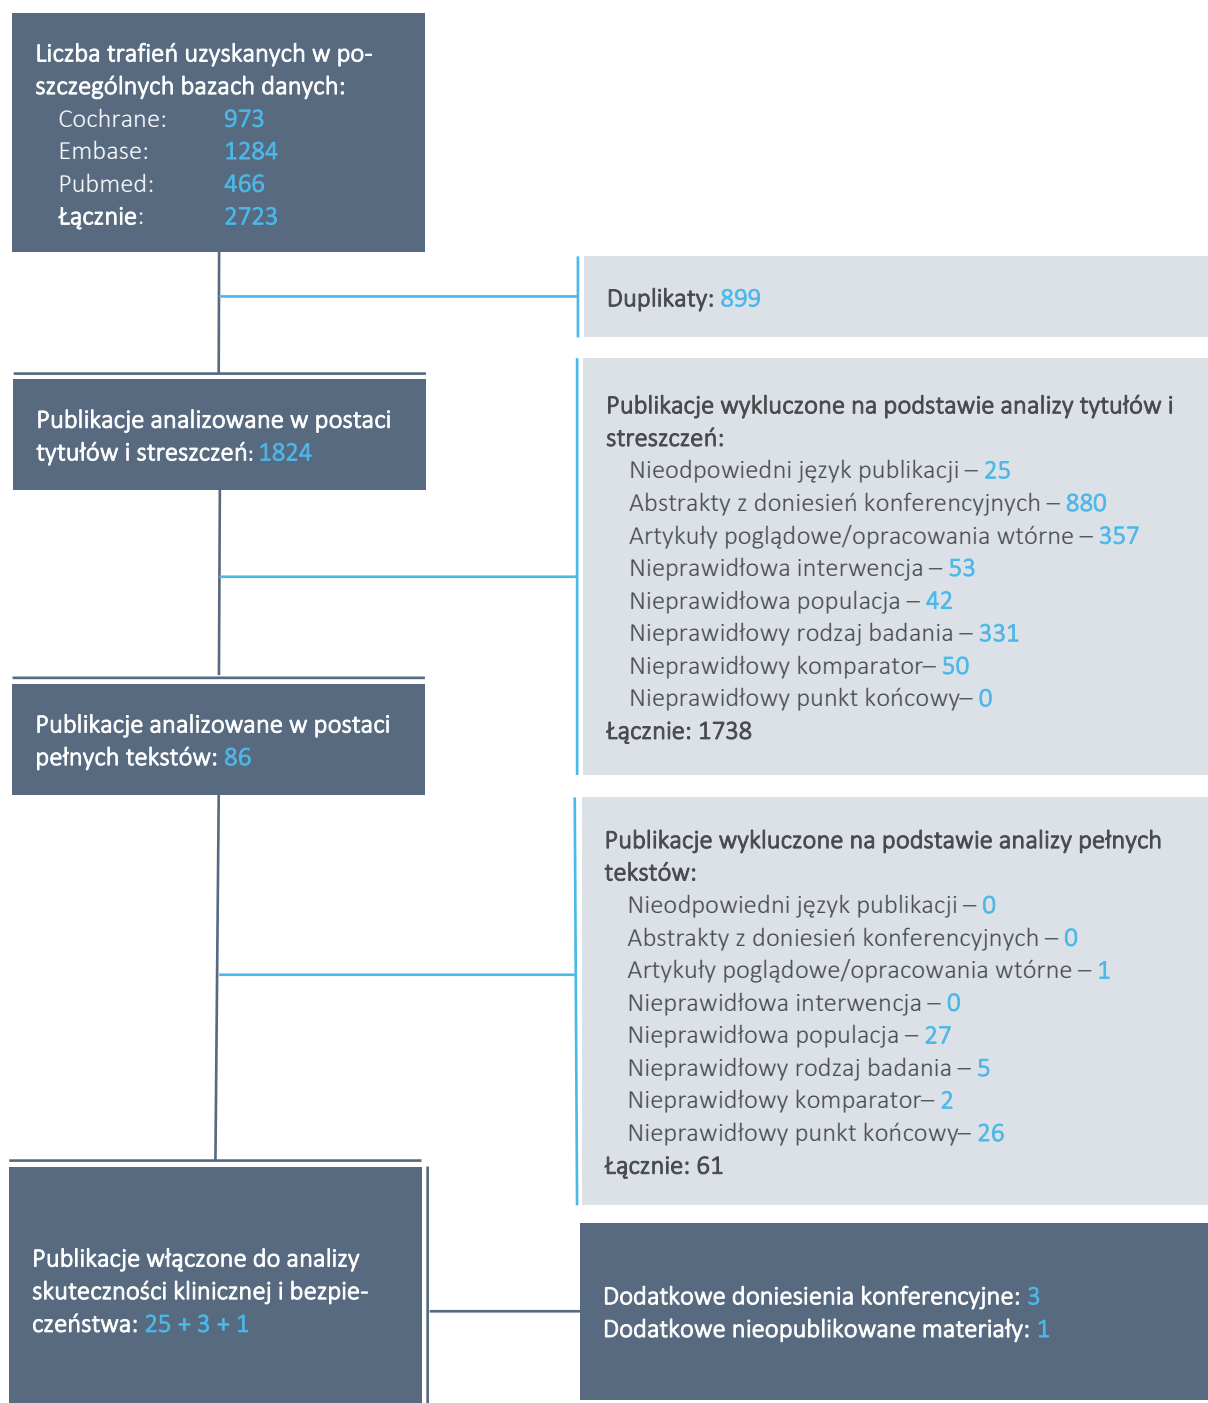 Liczba trafień uzyskanych w po-
szczególnych bazach danych:
Cochrane: 973
Embase: 1284
Pubmed: 466
Łącznie: 2723
Duplikaty: 899
Publikacje analizowane w postaci
tytułów i streszczeń: 1824
Publikacje wykluczone na podstawie analizy tytułów i
streszczeń:
Nieodpowiedni język publikacji – 25
Abstrakty z doniesień konferencyjnych – 880
Artykuły poglądowe/opracowania wtórne – 357
Nieprawidłowa interwencja – 53
Nieprawidłowa populacja – 42
Nieprawidłowy rodzaj badania – 331
Nieprawidłowy komparator– 50
Nieprawidłowy punkt końcowy– 0
Łącznie: 1738
Publikacje analizowane w postaci
pełnych tekstów: 86
Publikacje wykluczone na podstawie analizy pełnych
tekstów:
Nieodpowiedni język publikacji – 0
Abstrakty z doniesień konferencyjnych – 0
Artykuły poglądowe/opracowania wtórne – 1
Nieprawidłowa interwencja – 0
Nieprawidłowa populacja – 27
Nieprawidłowy rodzaj badania – 5
Nieprawidłowy komparator– 2
Nieprawidłowy punkt końcowy– 26
Łącznie: 61
Publikacje włączone do analizy
skuteczności klinicznej i bezpie-
czeństwa: 25 + 3 + 1
Dodatkowe doniesienia konferencyjne: 3
Dodatkowe nieopublikowane materiały: 1